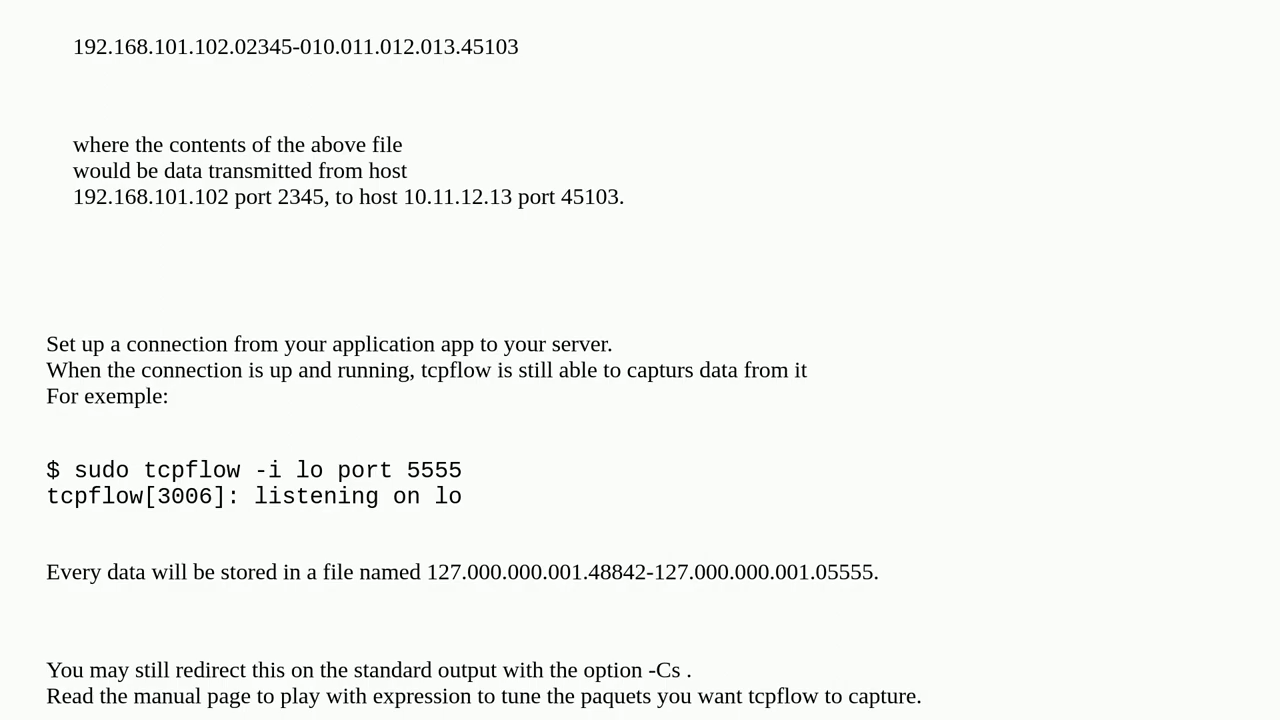 192.168.101.102.02345-010.011.012.013.45103
where the contents of the above file
would be data transmitted from host
192.168.101.102 port 2345, to host 10.11.12.13 port 45103.
Set up a connection from your application app to your server.
When the connection is up and running, tcpflow is still able to capturs data from it
For exemple:
$ sudo tcpflow -i lo port 5555
tcpflow[3006]: listening on lo
Every data will be stored in a file named 127.000.000.001.48842-127.000.000.001.05555.
You may still redirect this on the standard output with the option -Cs .
Read the manual page to play with expression to tune the paquets you want tcpflow to capture.